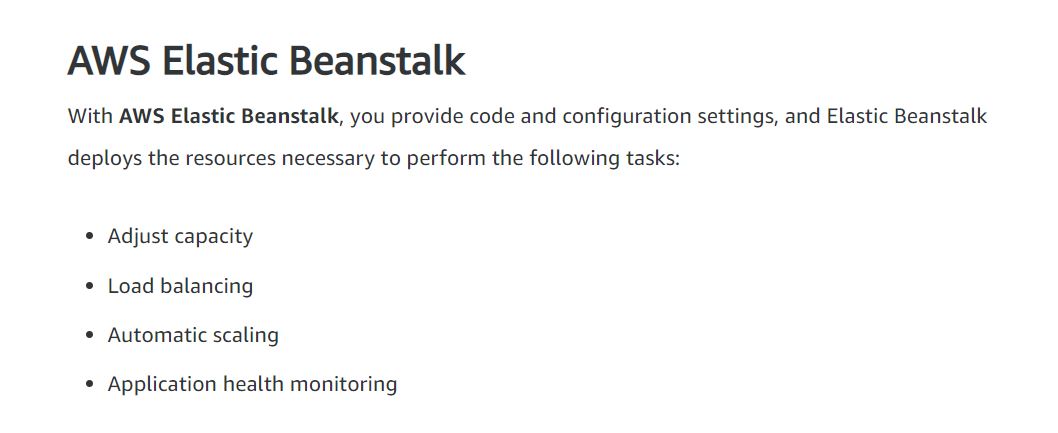 AWS Elastic Beanstalk
With AWS Elastic Beanstalk, you provide code and configuration settings, and Elastic Beanstalk
deploys the resources necessary to perform the following tasks:
• Adjust capacity
• Load balancing
• Automatic scaling
• Application health monitoring